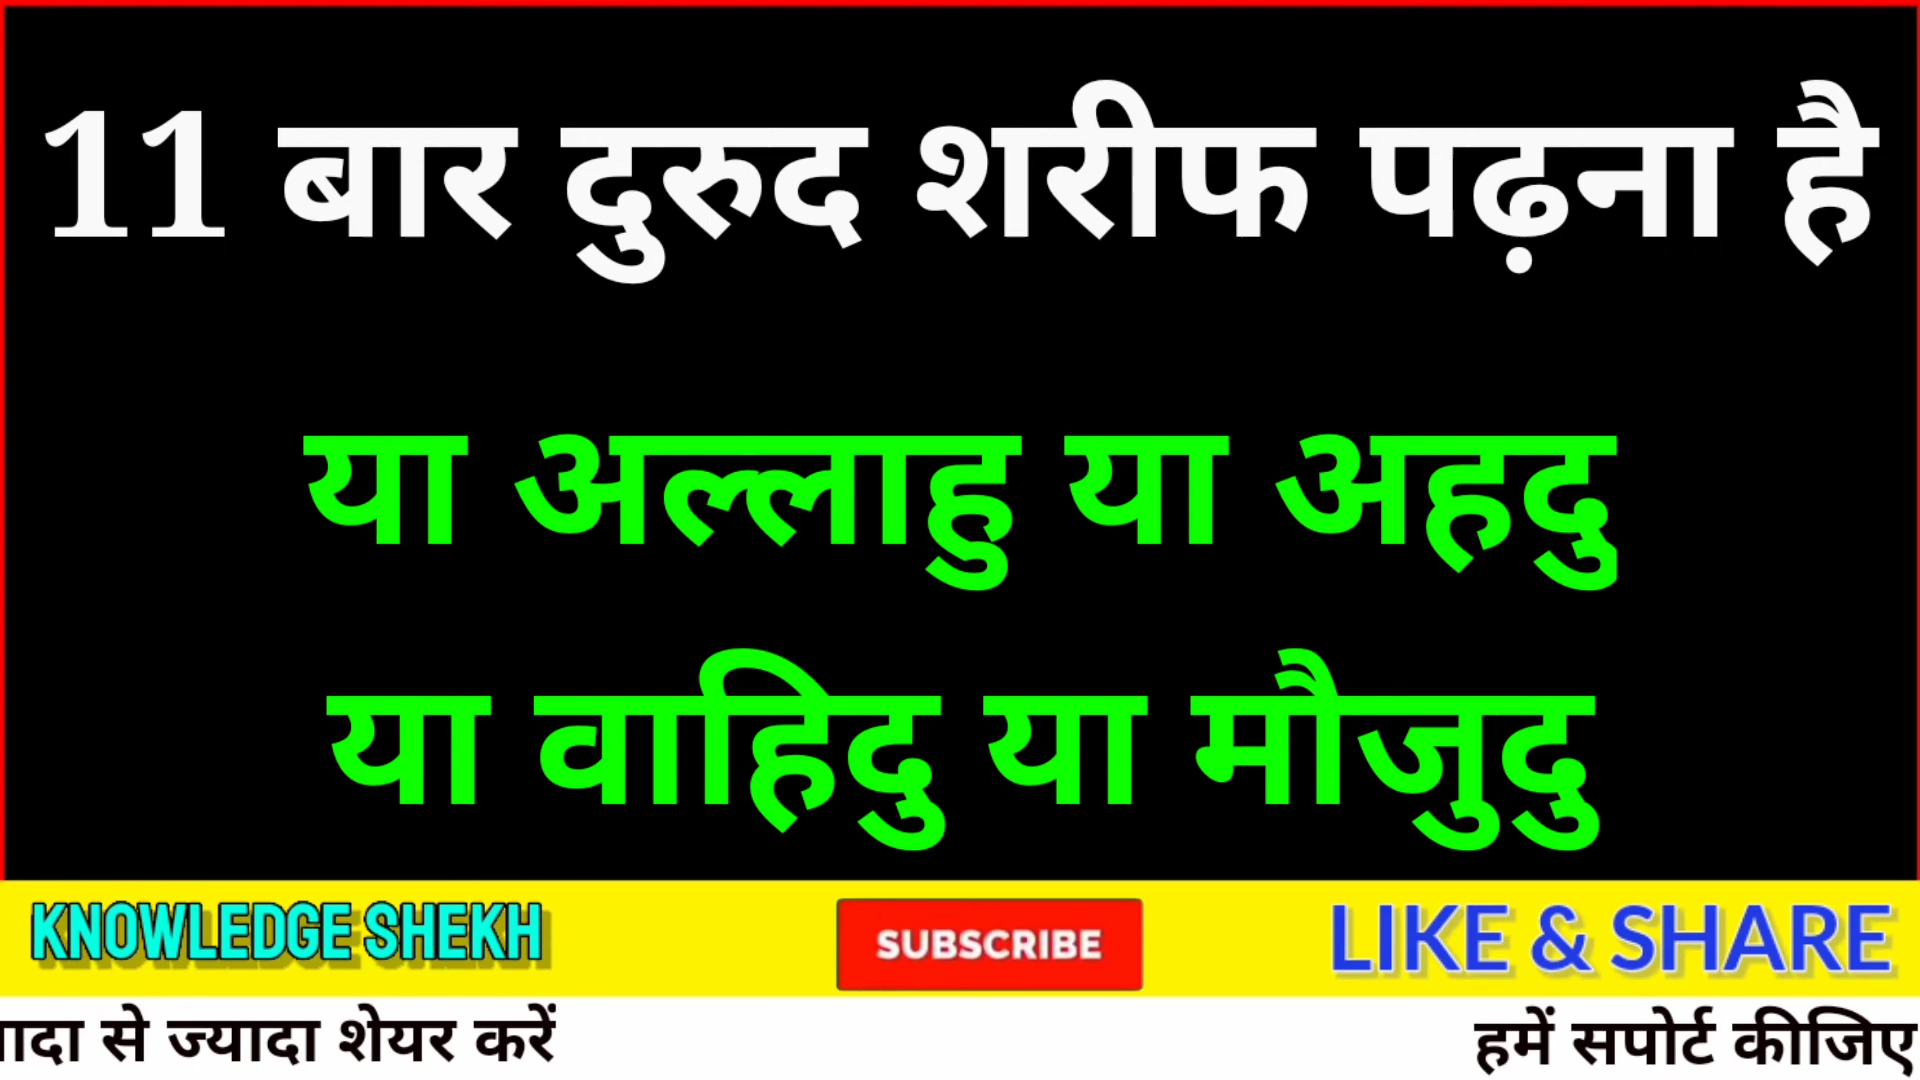 11 बार दुरुद शरीफ पढ़ना है
या अल्लाहु या अहदु
या वाहिदु या मौजुदु
KNOWLEDGE SHEKH
SUBSCRIBE
LIKE & SHARE
से ज्यादा शेयर करें
हमें सपोर्ट कीजिए